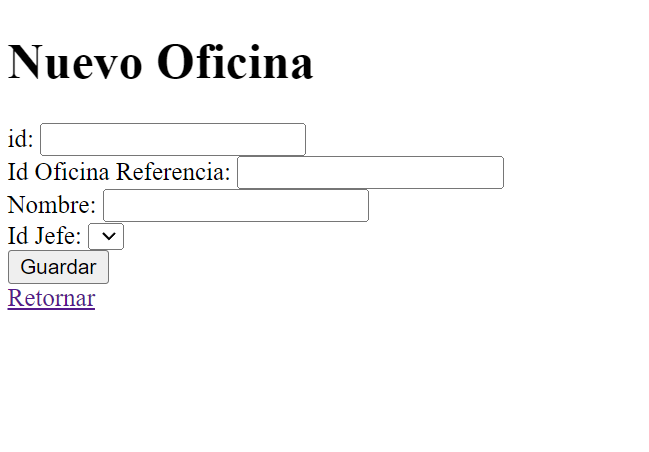 Nuevo Oficina
id:
Id Oficina Referencia:
Nombre:
Id Jefe:
Guardar
Retornar